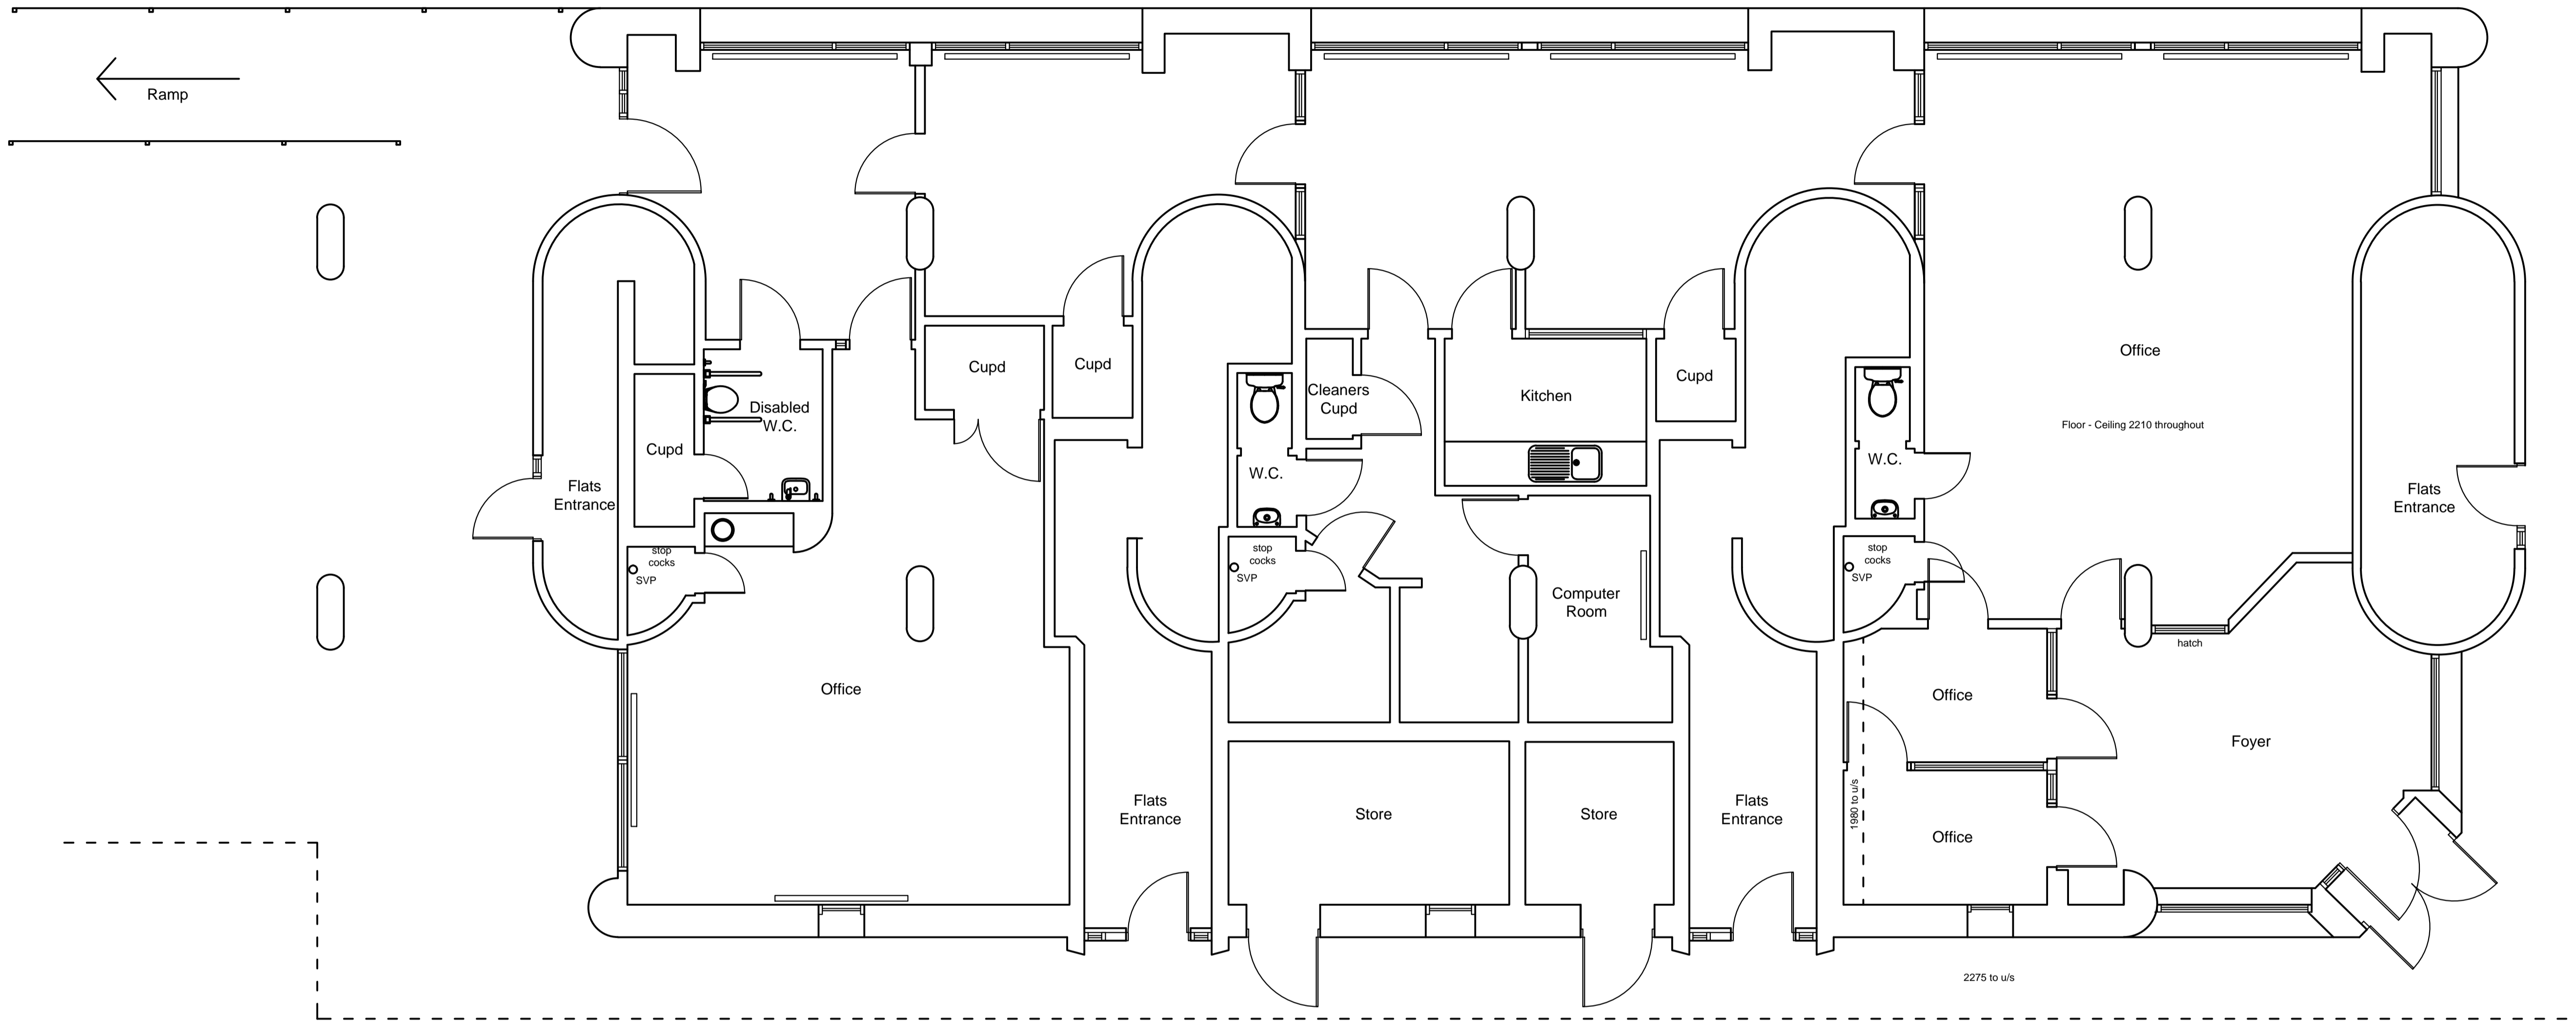 Ramp
Cupd
Cupd
Disabled
W.C.
Cupd
Flats
Entrance
stop
cocks
SVP
Office
Cleaners
Cupd
W.C.
stop
cocks
SVP
Kitchen
Cupd
Computer
Room
Flats
Entrance
Store
Store
Flats
Entrance
W.C.
stop
cocks
SVP
Office
Floor - Ceiling 2210 throughout
Flats
Entrance
hatch
Office
Foyer
1980 to u/s
Office
2275 to u/s